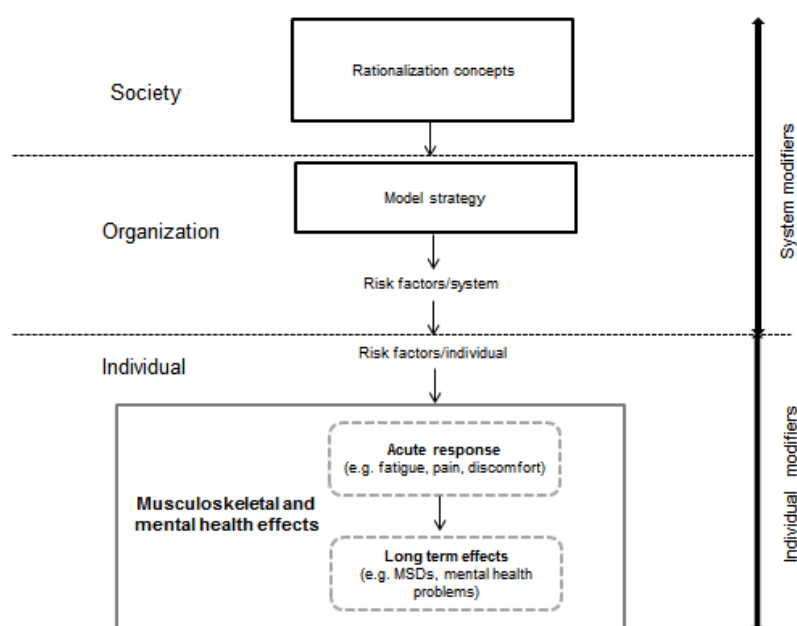 Rationalization concepts
Society
Model strategy
Organization
Risk factors/system
System modifiers
Risk factors/individual
Individual
Acute response
(e.g. fatigue, pain, discomfort)
Musculoskeletal and
mental health effects
Long term effects
(e.g. MSDs, mental health
problems)
Individual modifiers